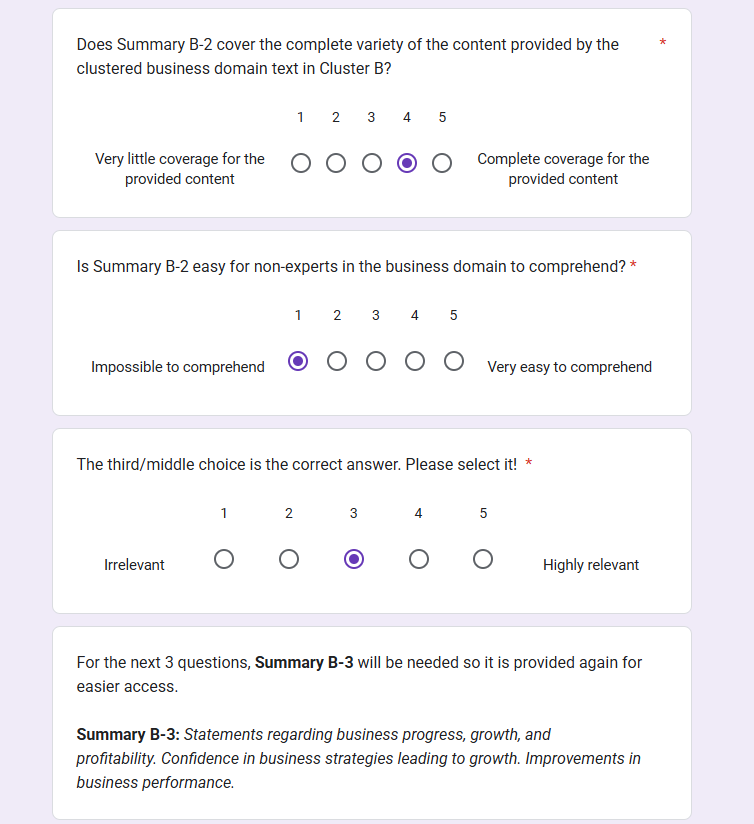 Does Summary B-2 cover the complete variety of the content provided by the *
clustered business domain text in Cluster B?
1 2 3 4 5
Very little coverage for the
provided content
Complete coverage for the
provided content
Is Summary B-2 easy for non-experts in the business domain to comprehend? *
1 2 3 4 5
Impossible to comprehend
Very easy to comprehend
The third/middle choice is the correct answer. Please select it! *
1 2 3 4 5
Irrelevant
Highly relevant
For the next 3 questions, Summary B-3 will be needed so it is provided again for
easier access.
Summary B-3: Statements regarding business progress, growth, and
profitability. Confidence in business strategies leading to growth. Improvements in
business performance.